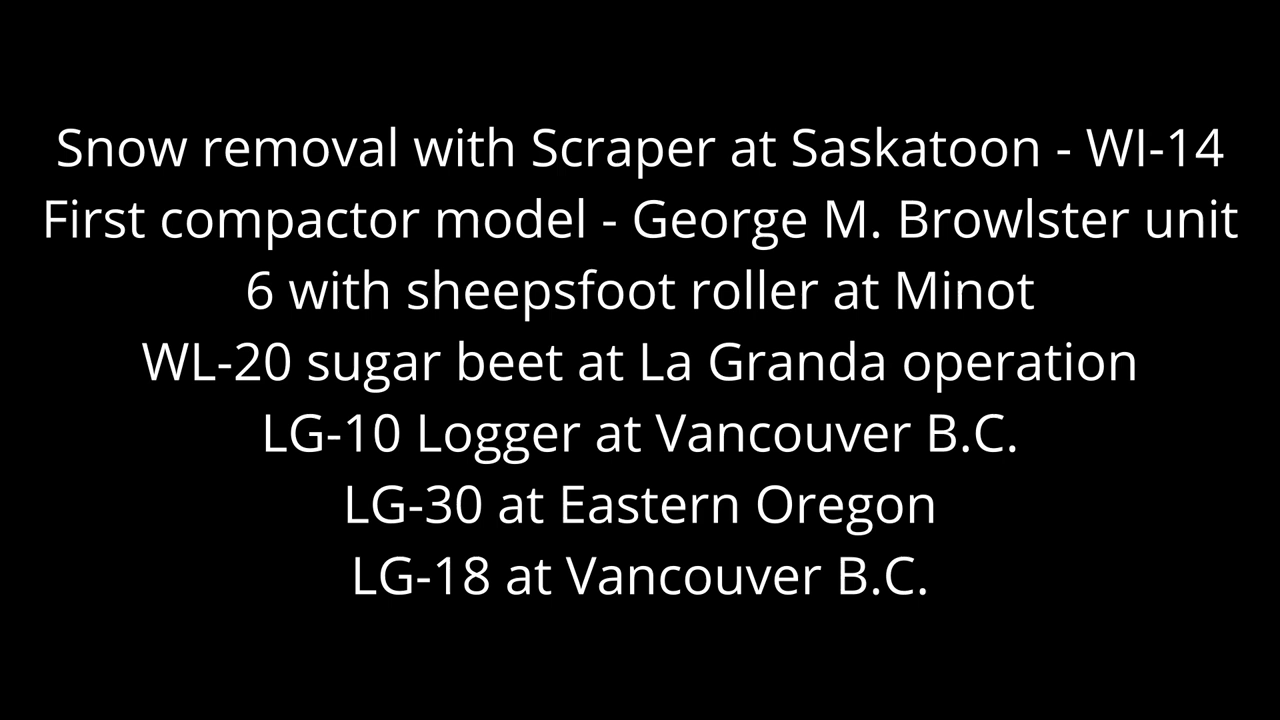 Snow removal with Scraper at Saskatoon - WI-14
First compactor model - George M. Browlster unit
6 with sheepsfoot roller at Minot
WL-20 sugar beet at La Granda operation
LG-10 Logger at Vancouver B.C.
LG-30 at Eastern Oregon
LG-18 at Vancouver B.C.